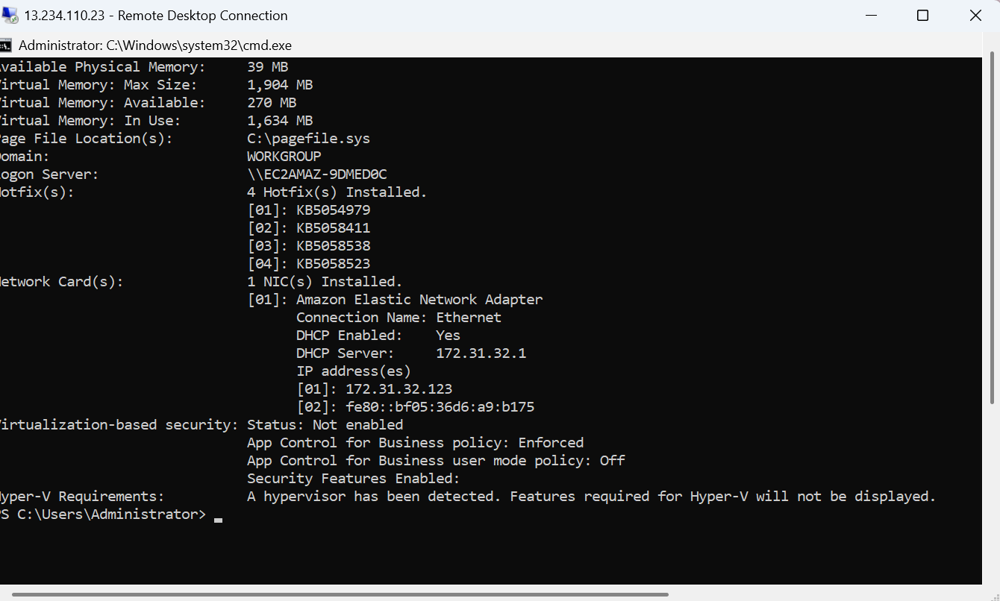 13.234.110.23 - Remote Desktop Connection
Administrator: C:\Windows\system32\cmd.exe
vailable Physical Memory: 39 MB
irtual Memory: Max Size: 1,904 MB
irtual Memory: Available: 270 MB
irtual Memory: In Use: 1,634 MB
age File Location(s): C:\pagefile.sys
omain: WORKGROUP
ogon Server: \\EC2AMAZ-9DMED0C
otfix(s): 4 Hotfix(s) Installed.
[01]: KB5054979
[02]: KB5058411
[03]: KB5058538
[04]: KB5058523
etwork Card(s): 1 NIC(s) Installed.
[01]: Amazon Elastic Network Adapter
Connection Name: Ethernet
DHCP Enabled: Yes
DHCP Server: 172.31.32.1
IP address(es)
[01]: 172.31.32.123
[02]: fe80::bf05:36d6:a9:b175
irtualization-based security: Status: Not enabled
App Control for Business policy: Enforced
App Control for Business user mode policy: Off
Security Features Enabled:
yper-V Requirements: A hypervisor has been detected. Features required for Hyper-V will not be displayed.
PS C:\Users\Administrator>